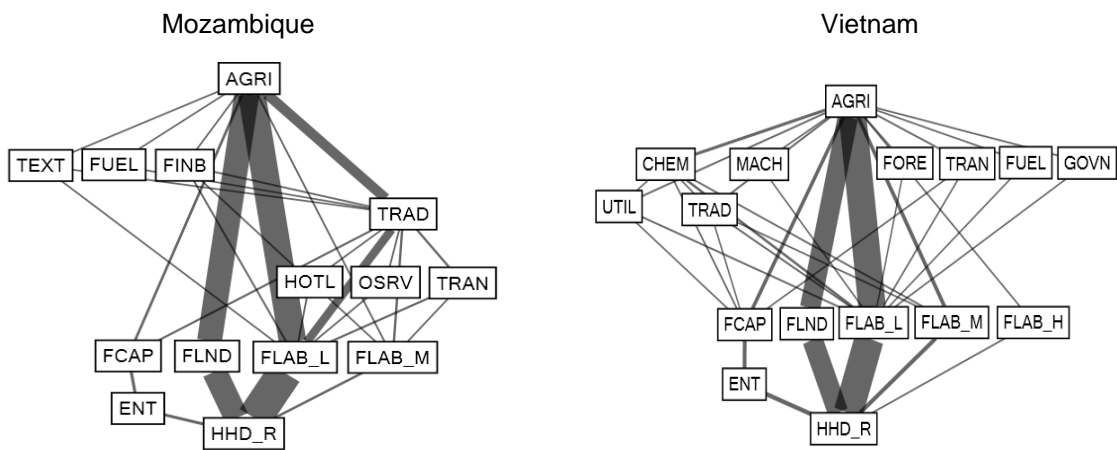 Mozambique
AGRI
TEXT FUEL FINB
TRAD
HOTL OSRV TRAN
FCAP FLND FLAB_L FLAB_M
ENT
HHD_R
Vietnam
AGRI
CHEM MACH FORE TRAN FUEL GOVN
UTIL TRAD
FCAP FLND FLAB_L FLAB_M FLAB_H
ENT
HHD_R